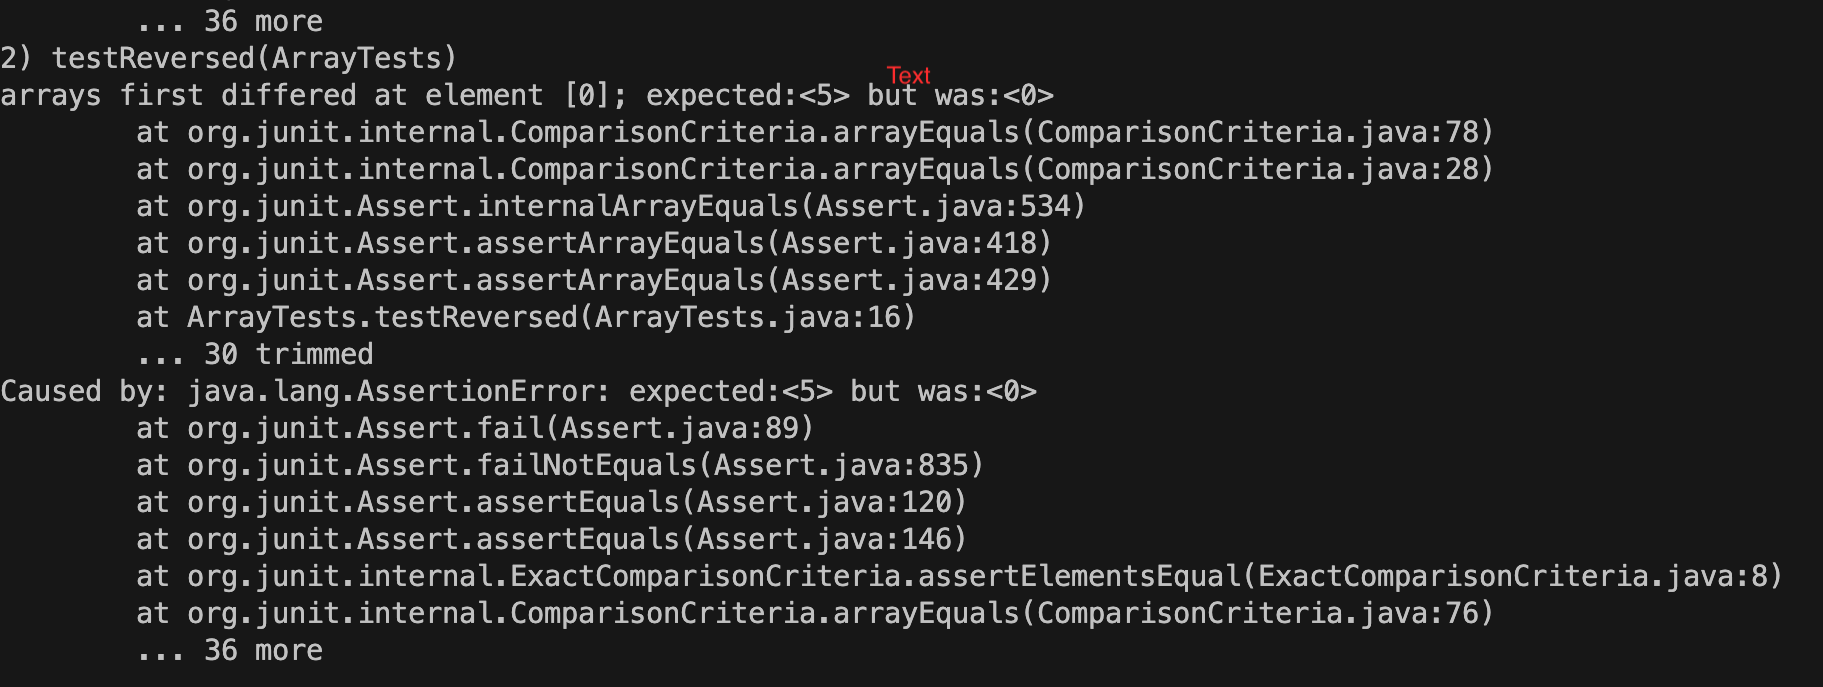 ... 36 more
2) testReversed(ArrayTests)
Text
arrays first differed at element [0]; expected:<5> but was:<0>
at org.junit.internal.ComparisonCriteria.arrayEquals(ComparisonCriteria.java:78)
at org.junit.internal.ComparisonCriteria.arrayEquals(ComparisonCriteria.java:28)
at org.junit.Assert.internalArrayEquals(Assert.java:534)
at org.junit.Assert.assertArrayEquals(Assert.java:418)
at org.junit.Assert.assertArrayEquals(Assert.java:429)
at ArrayTests.testReversed(ArrayTests.java:16)
... 30 trimmed
Caused by: java.lang.AssertionError: expected:<5> but was:<0>
at org.junit.Assert.fail(Assert.java:89)
at org.junit.Assert.failNotEquals(Assert.java:835)
at org.junit.Assert.assertEquals(Assert.java:120)
at org.junit.Assert.assertEquals(Assert.java:146)
at org.junit.internal.ExactComparisonCriteria.assertElementsEqual(ExactComparisonCriteria.java:8)
at org.junit.internal.ComparisonCriteria.arrayEquals(ComparisonCriteria.java:76)
... 36 more